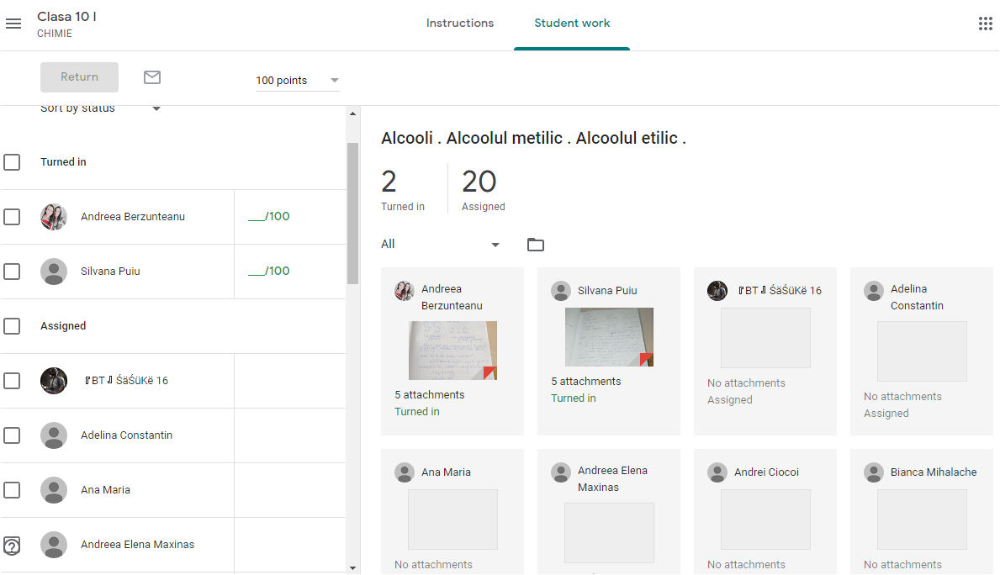 Clasa 10 I
CHIMIE
Instructions
Student work
Return
100 points
Sort by status
Turned in
Andreea Berzunteanu
__/100
Silvana Puiu
__/100
Assigned
『BT』ŚäŚüKë 16
Adelina Constantin
Ana Maria
Andreea Elena Maxinas
Alcooli . Alcoolul metilic . Alcoolul etilic .
2
Turned in
20
Assigned
All
Andreea
Berzunteanu
5 attachments
Turned in
Silvana Puiu
5 attachments
Turned in
『BT』ŚäŚüKë 16
No attachments
Assigned
Adelina
Constantin
No attachments
Assigned
Ana Maria
No attachments
Andreea Elena
Maxinas
Andrei Ciocoi
No attachments
Bianca Mihalache
No attachments